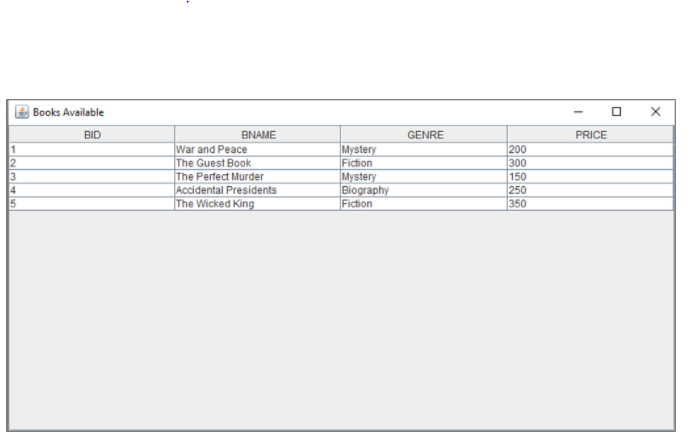 Books Available
BID BNAME GENRE PRICE
1 War and Peace Mystery 200
2 The Guest Book Fiction 300
3 The Perfect Murder Mystery 150
4 Accidental Presidents Biography 250
5 The Wicked King Fiction 350